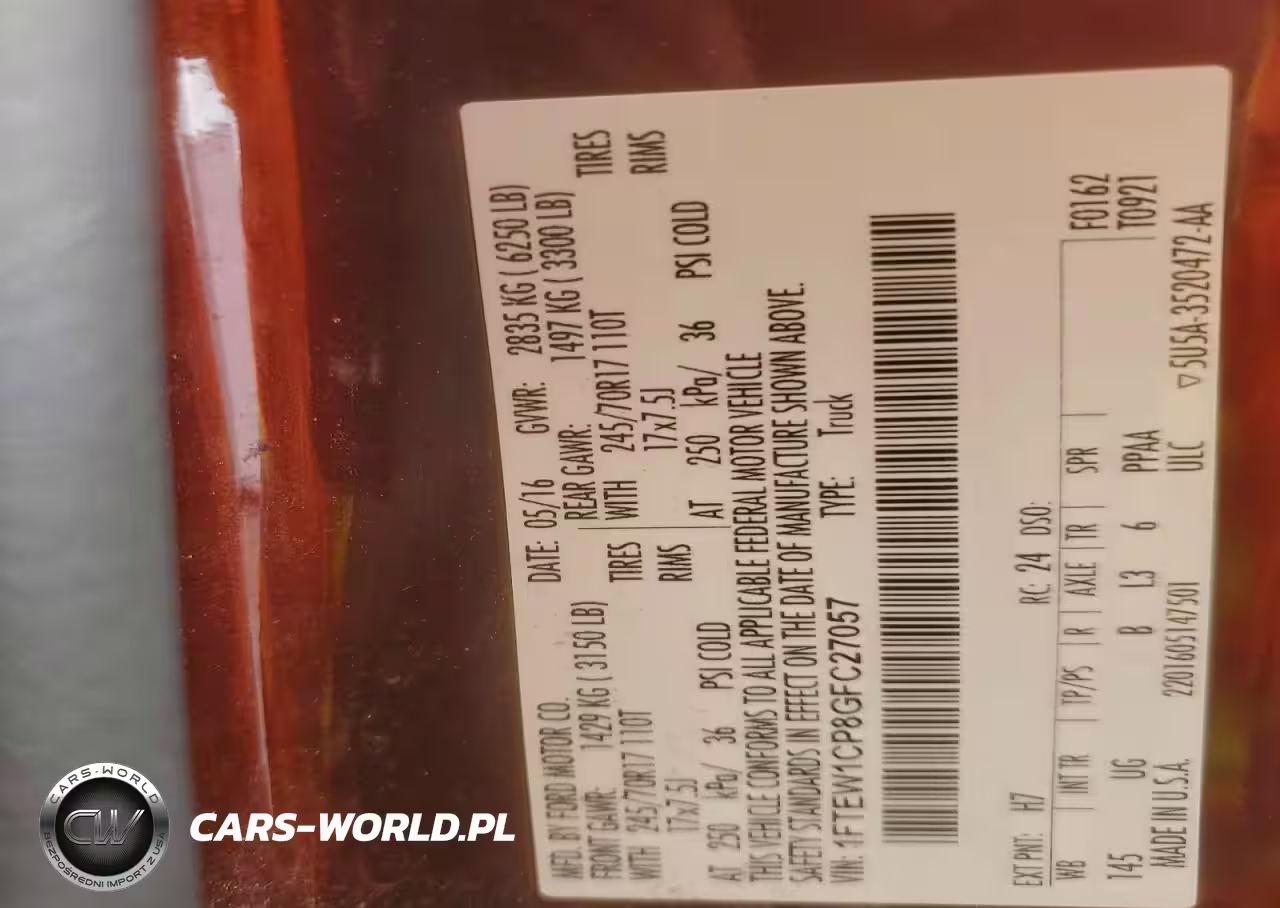 MFD. BY FORD MOTOR CO.
DATE: 05/16 GVWR: 2835 KG ( 6250 LB)
FRONT GAWR: 1429 KG ( 3150 LB)
REAR GAWR: 1497 KG ( 3300 LB)
WITH 245/70R17 110T TIRES
WITH 245/70R17 110T TIRES
17x7.5J RIMS
17x7.5J RIMS
AT 250 kPa/ 36 PSI COLD
AT 250 kPa/ 36 PSI COLD
THIS VEHICLE CONFORMS TO ALL APPLICABLE FEDERAL MOTOR VEHICLE
SAFETY STANDARDS IN EFFECT ON THE DATE OF MANUFACTURE SHOWN ABOVE.
VIN: 1FTEW1CP8GFC27057 TYPE: Truck
EXT PNT: H7 RC: 24 DSO:
F0162
WB INT TR TP/PS R AXLE TR SPR
T0921
145 UG B L3 6 PPAA
MADE IN U.S.A. 2201605147501 ULC
▽5U5A-3520472-AA
CARS-WORLD
CW
BEZPOŚREDNI IMPORT Z USA
CARS-WORLD.PL